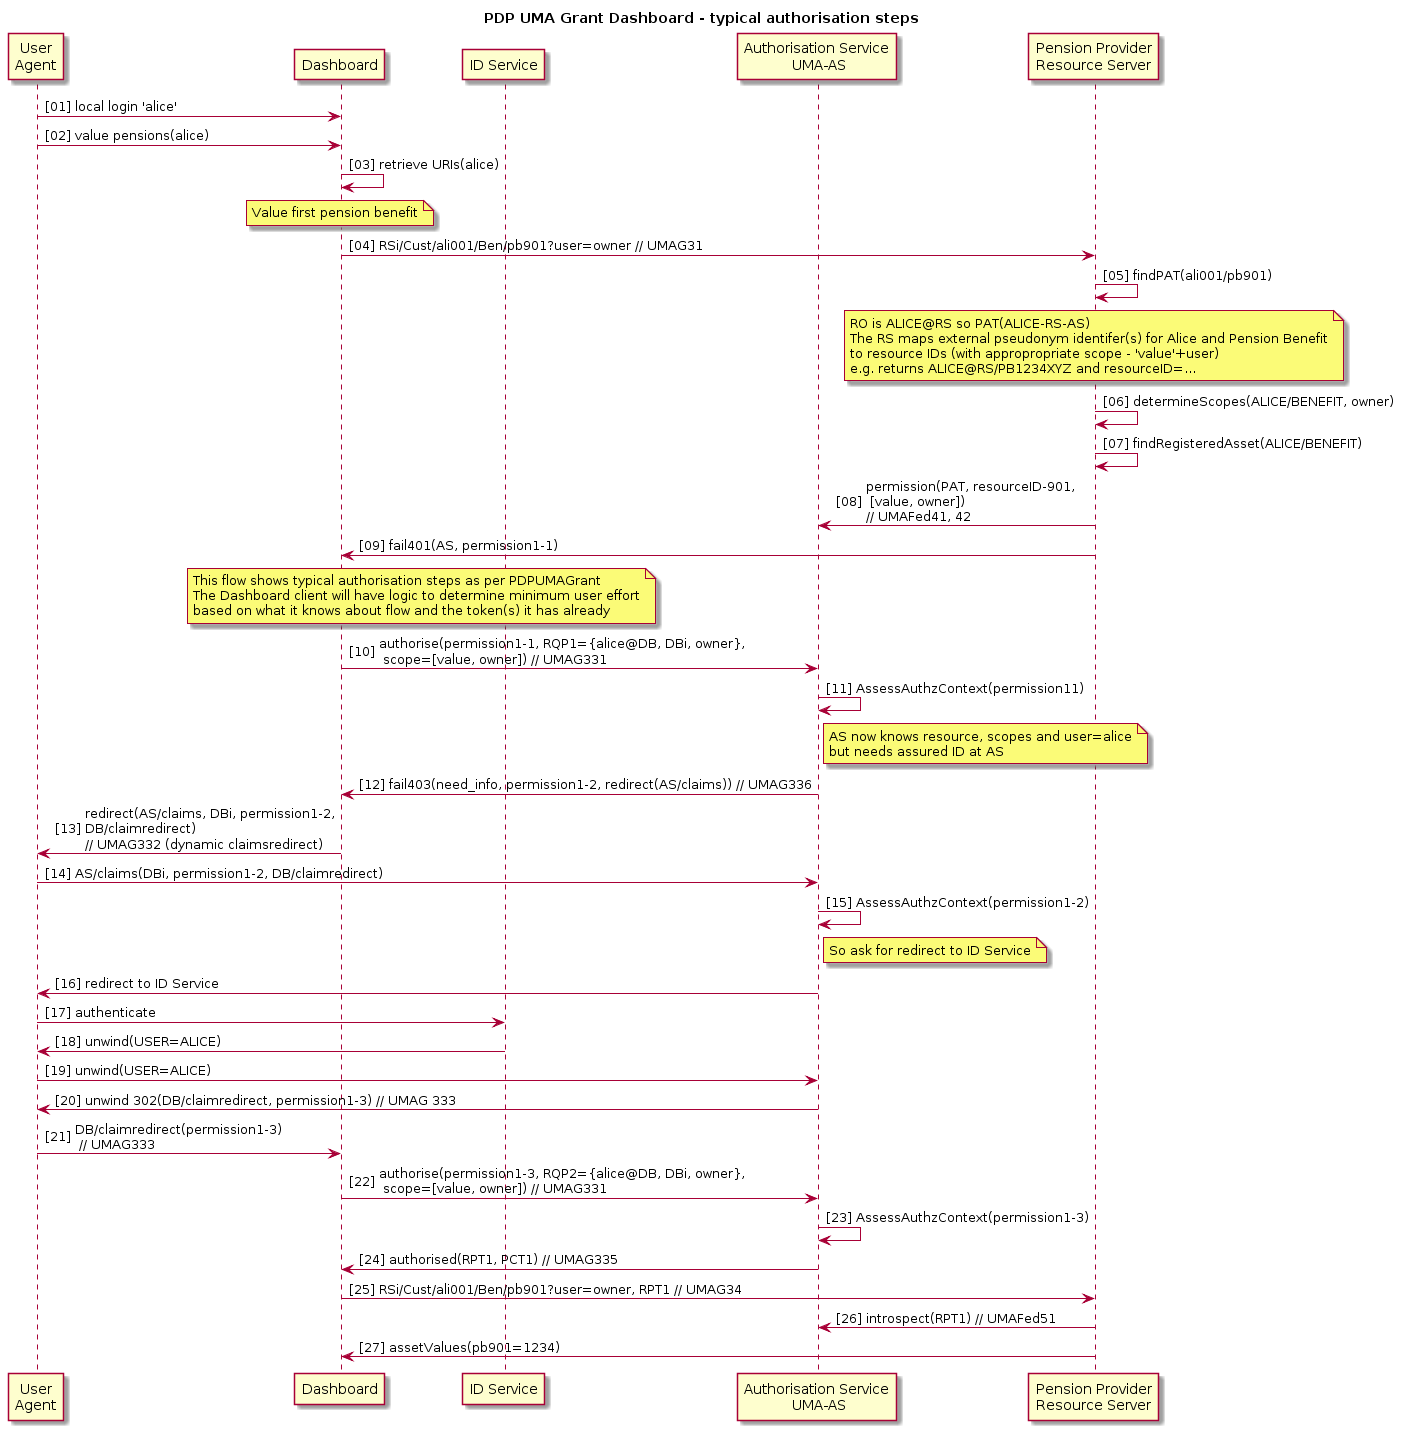 PDP UMA Grant Dashboard - typical authorisation steps
User
Agent
Dashboard
ID Service
Authorisation Service
UMA-AS
Pension Provider
Resource Server
[01] local login 'alice'
[02] value pensions(alice)
[03] retrieve URIs(alice)
Value first pension benefit
[04] RSi/Cust/ali001/Ben/pb901?user=owner // UMAG31
[05] findPAT(ali001/pb901)
RO is ALICE@RS so PAT(ALICE-RS-AS)
The RS maps external pseudonym identifer(s) for Alice and Pension Benefit
to resource IDs (with appropropriate scope - 'value'+user)
e.g. returns ALICE@RS/PB1234XYZ and resourceID=...
[06] determineScopes(ALICE/BENEFIT, owner)
[07] findRegisteredAsset(ALICE/BENEFIT)
permission(PAT, resourceID-901,
[08] [value, owner])
// UMAFed41, 42
[09] fail401(AS, permission1-1)
This flow shows typical authorisation steps as per PDPUMAGrant
The Dashboard client will have logic to determine minimum user effort
based on what it knows about flow and the token(s) it has already
[10] authorise(permission1-1, RQP1={alice@DB, DBi, owner},
scope=[value, owner]) // UMAG331
[11] AssessAuthzContext(permission11)
AS now knows resource, scopes and user=alice
but needs assured ID at AS
[12] fail403(need_info, permission1-2, redirect(AS/claims)) // UMAG336
redirect(AS/claims, DBi, permission1-2,
[13] DB/claimredirect)
// UMAG332 (dynamic claimsredirect)
[14] AS/claims(DBi, permission1-2, DB/claimredirect)
[15] AssessAuthzContext(permission1-2)
So ask for redirect to ID Service
[16] redirect to ID Service
[17] authenticate
[18] unwind(USER=ALICE)
[19] unwind(USER=ALICE)
[20] unwind 302(DB/claimredirect, permission1-3) // UMAG 333
[21] DB/claimredirect(permission1-3)
// UMAG333
[22] authorise(permission1-3, RQP2={alice@DB, DBi, owner},
scope=[value, owner]) // UMAG331
[23] AssessAuthzContext(permission1-3)
[24] authorised(RPT1, PCT1) // UMAG335
[25] RSi/Cust/ali001/Ben/pb901?user=owner, RPT1 // UMAG34
[26] introspect(RPT1) // UMAFed51
[27] assetValues(pb901=1234)
User
Agent
Dashboard
ID Service
Authorisation Service
UMA-AS
Pension Provider
Resource Server